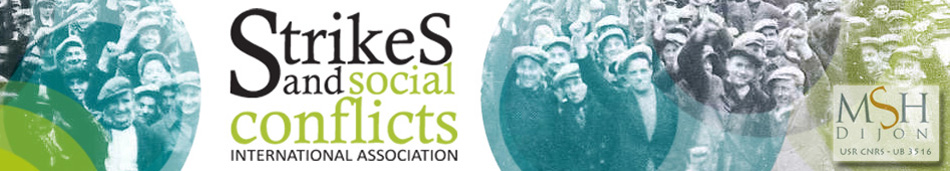 StrikeS
and social
conflicts
INTERNATIONAL ASSOCIATION
MSH
DIJON
USR CNRS - UB 3516